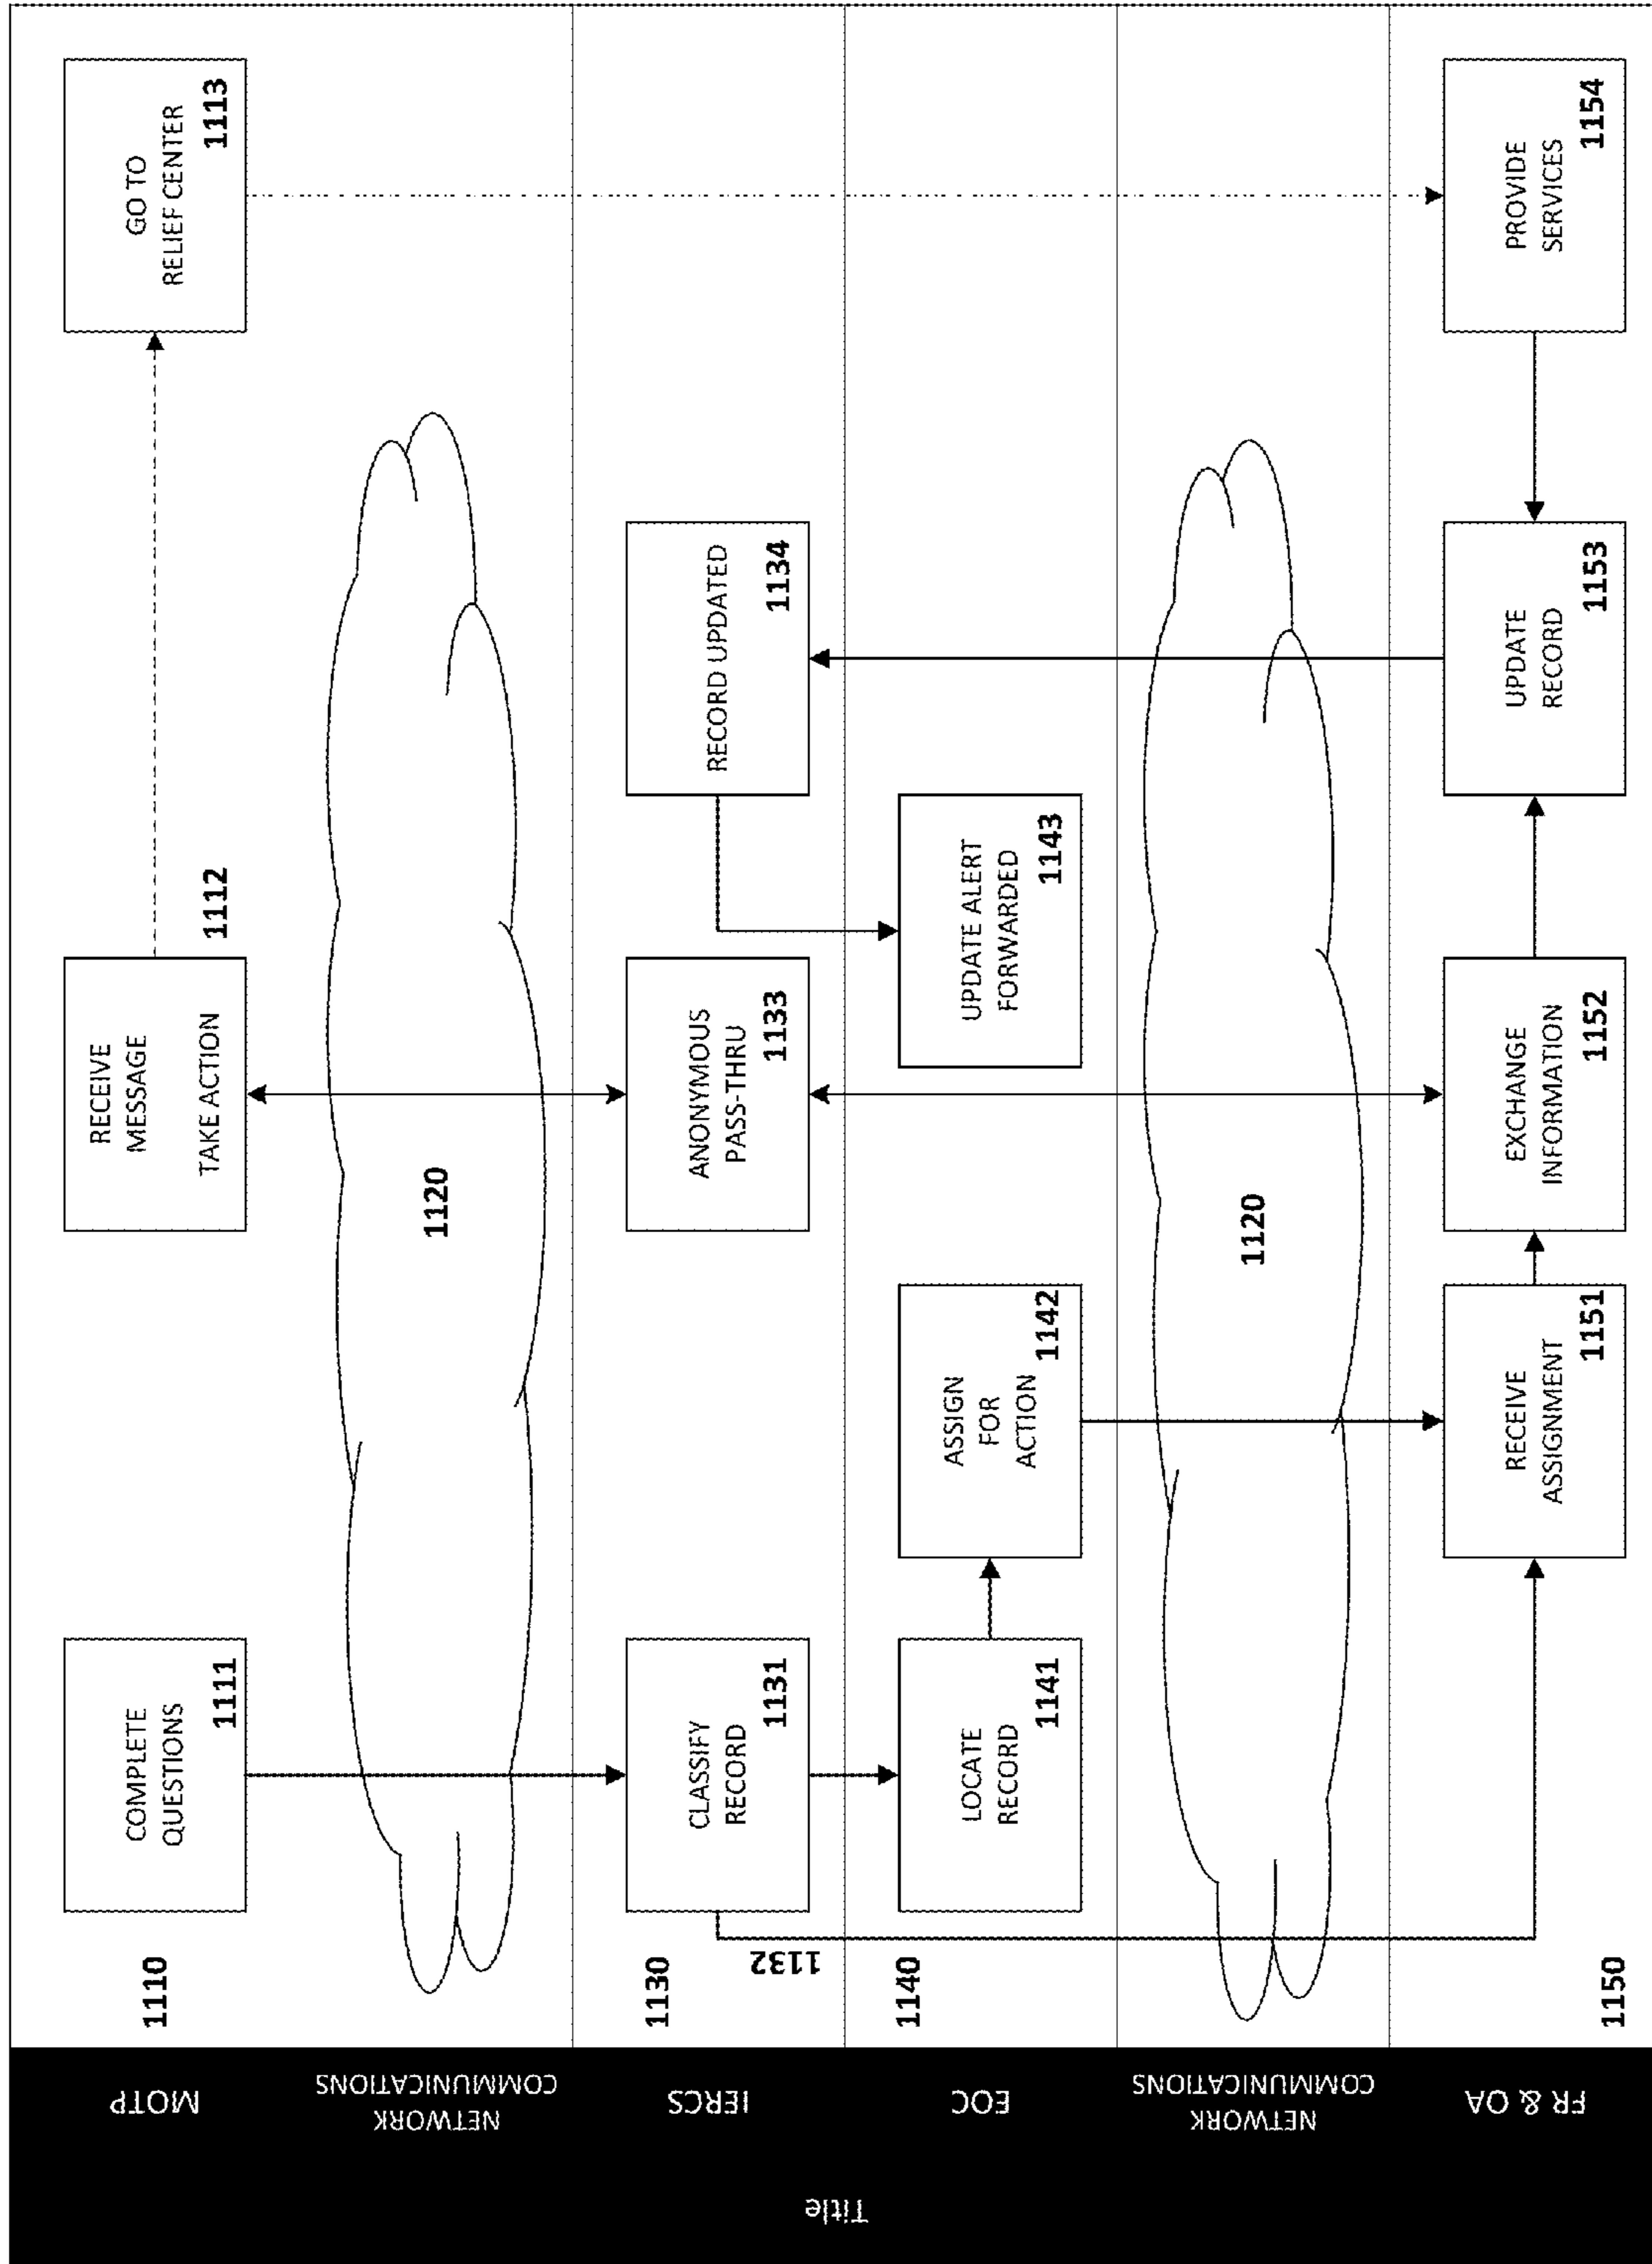 Title
MOTP
1110
COMPLETE
QUESTIONS
1111
RECEIVE
MESSAGE
TAKE ACTION
1112
GO TO
RELIEF CENTER
1113
NETWORK
COMMUNICATIONS
1120
IERCS
1130
CLASSIFY
RECORD
1131
1132
ANONYMOUS
PASS-THRU
1133
RECORD UPDATED
1134
EOC
1140
LOCATE
RECORD
1141
ASSIGN
FOR
ACTION
1142
UPDATE ALERT
FORWARDED
1143
NETWORK
COMMUNICATIONS
1120
FR & OA
1150
RECEIVE
ASSIGNMENT
1151
EXCHANGE
INFORMATION
1152
UPDATE
RECORD
1153
PROVIDE
SERVICES
1154